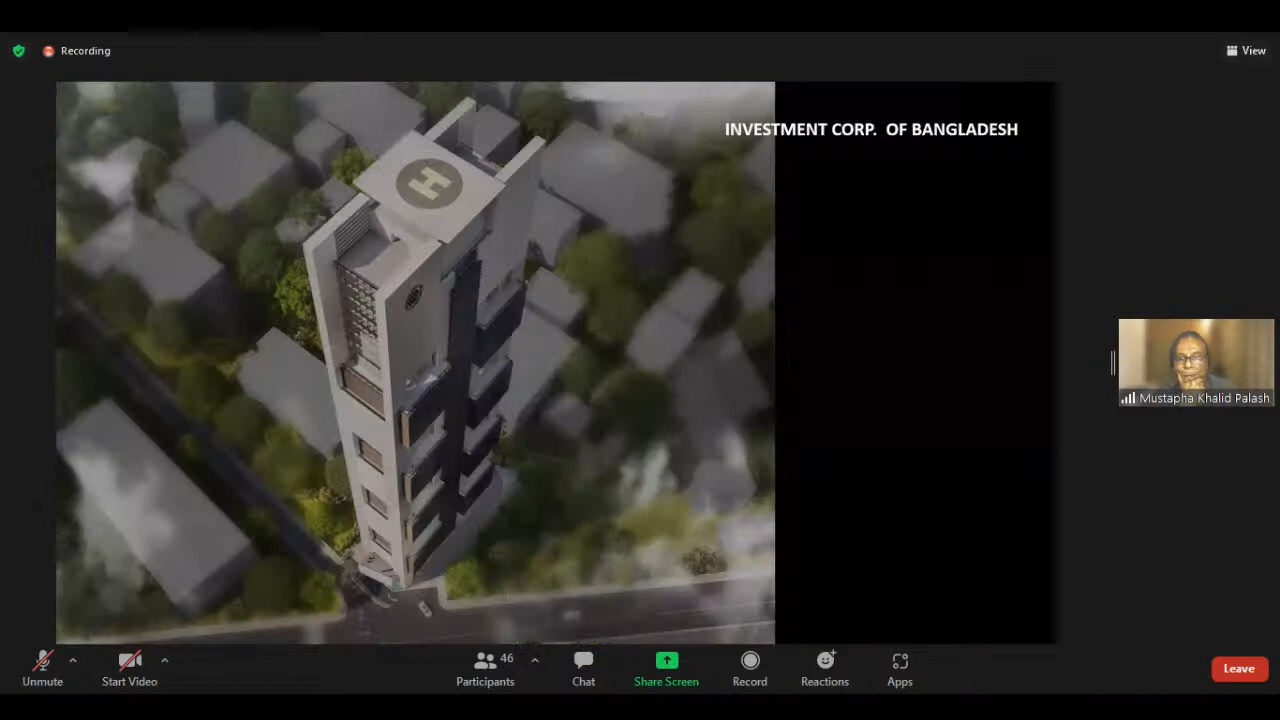 Recording
View
INVESTMENT CORP. OF BANGLADESH
H
Mustapha Khalid Palash
46
Unmute
Start Video
Participants
Chat
Share Screen
Record
Reactions
Apps
Leave